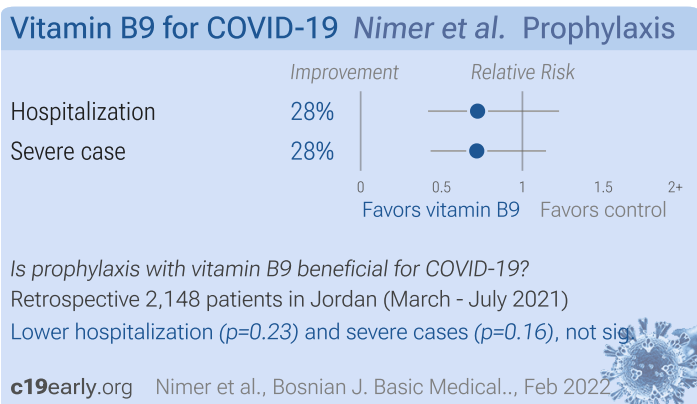 Vitamin B9 for COVID-19 Nimer et al. Prophylaxis
Improvement Relative Risk
Hospitalization 28%
Severe case 28%
0 0.5 1 1.5 2+
Favors vitamin B9 Favors control
Is prophylaxis with vitamin B9 beneficial for COVID-19?
Retrospective 2,148 patients in Jordan (March - July 2021)
Lower hospitalization (p=0.23) and severe cases (p=0.16), not sig.
c19early.org Nimer et al., Bosnian J. Basic Medical.., Feb 2022